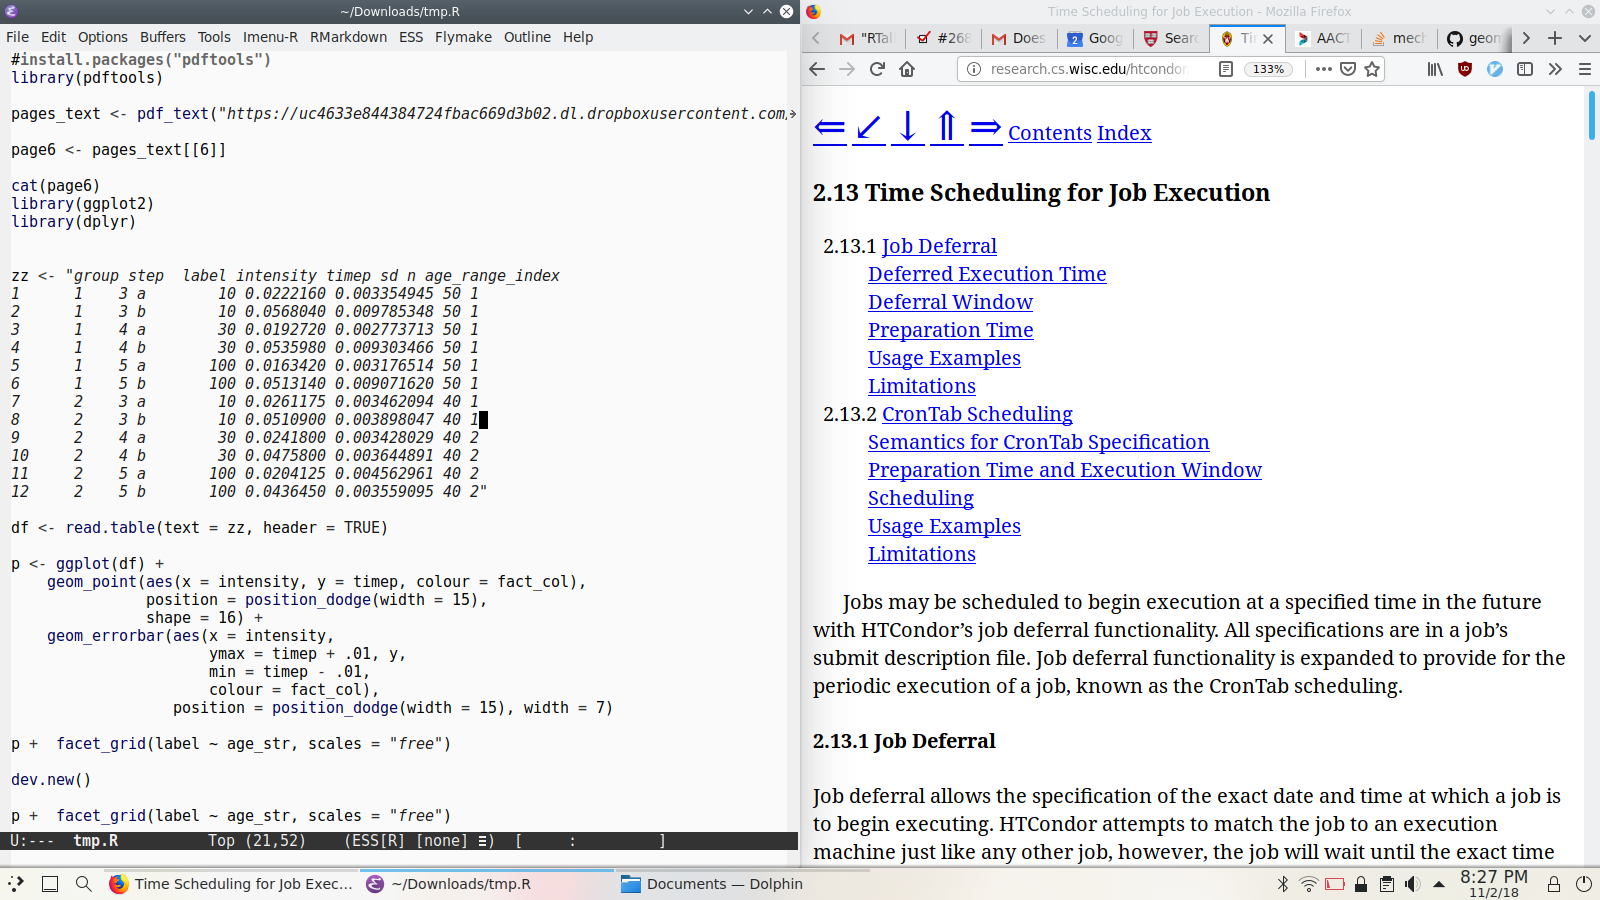 ~/Downloads/tmp.R
File Edit Options Buffers Tools Imenu-R RMarkdown ESS Flymake Outline Help
#install.packages("pdftools")
library(pdftools)
pages_text <- pdf_text("https://uc4633e844384724fbac669d3b02.dl.dropboxusercontent.com/
page6 <- pages_text[[6]]
cat(page6)
library(ggplot2)
library(dplyr)
zz <- "group step  label intensity timep sd n age_range_index
1      1    3 a        10 0.0222160 0.003354945 50 1
2      1    3 b        10 0.0568040 0.009785348 50 1
3      1    4 a        30 0.0192720 0.002773713 50 1
4      1    4 b        30 0.0535980 0.009303466 50 1
5      1    5 a       100 0.0163420 0.003176514 50 1
6      1    5 b       100 0.0513140 0.009071620 50 1
7      2    3 a        10 0.0261175 0.003462094 40 1
8      2    3 b        10 0.0510900 0.003898047 40 1
9      2    4 a        30 0.0241800 0.003428029 40 2
10     2    4 b        30 0.0475800 0.003644891 40 2
11     2    5 a       100 0.0204125 0.004562961 40 2
12     2    5 b       100 0.0436450 0.003559095 40 2"
df <- read.table(text = zz, header = TRUE)
p <- ggplot(df) +
    geom_point(aes(x = intensity, y = timep, colour = fact_col),
               position = position_dodge(width = 15),
               shape = 16) +
    geom_errorbar(aes(x = intensity,
                      ymax = timep + .01, y,
                      min = timep - .01,
                      colour = fact_col),
                  position = position_dodge(width = 15), width = 7)
p +  facet_grid(label ~ age_str, scales = "free")
dev.new()
p +  facet_grid(label ~ age_str, scales = "free")
U:---  tmp.R          Top (21,52)    (ESS[R] [none] ≡)  [     :         ]
Time Scheduling for Job Execution - Mozilla Firefox
"RTal #268 Does Goog Sear Ti AACT mech geom
research.cs.wisc.edu/htcondor 133%
⇐ ↙ ↓ ⇑ ⇒ Contents Index
2.13 Time Scheduling for Job Execution
2.13.1 Job Deferral
Deferred Execution Time
Deferral Window
Preparation Time
Usage Examples
Limitations
2.13.2 CronTab Scheduling
Semantics for CronTab Specification
Preparation Time and Execution Window
Scheduling
Usage Examples
Limitations
Jobs may be scheduled to begin execution at a specified time in the future
with HTCondor’s job deferral functionality. All specifications are in a job’s
submit description file. Job deferral functionality is expanded to provide for the
periodic execution of a job, known as the CronTab scheduling.
2.13.1 Job Deferral
Job deferral allows the specification of the exact date and time at which a job is
to begin executing. HTCondor attempts to match the job to an execution
machine just like any other job, however, the job will wait until the exact time
Time Scheduling for Job Exec... ~/Downloads/tmp.R Documents — Dolphin 8:27 PM
11/2/18